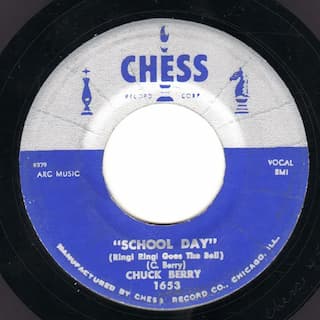 CHESS
RECORD CORP.
8379
ARC MUSIC
VOCAL
BMI
"SCHOOL DAY"
(Ring! Ring! Goes The Bell)
(C. Berry)
CHUCK BERRY
1653
MANUFACTURED BY CHESS RECORD CO., CHICAGO, ILL.